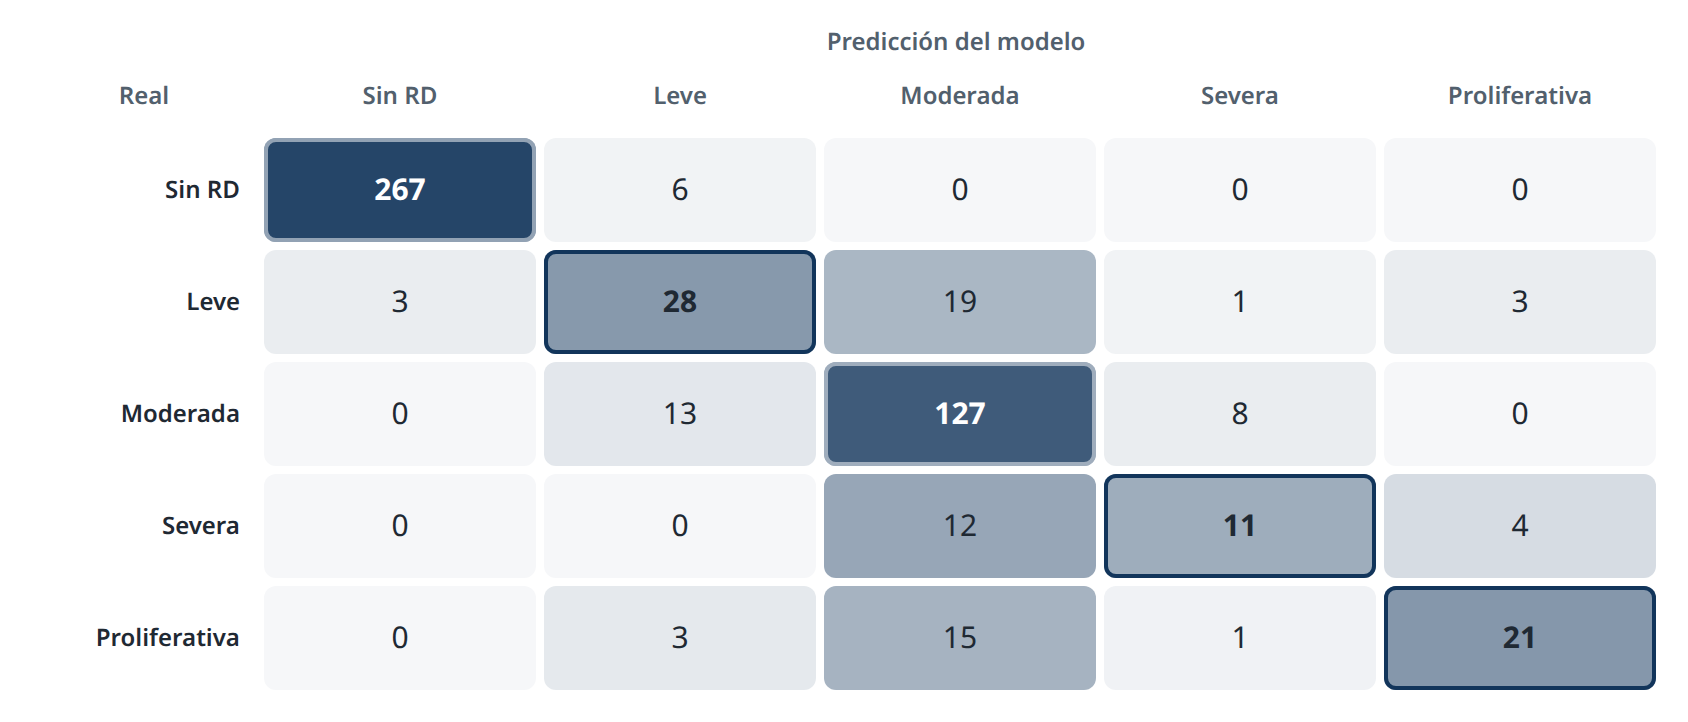 Predicción del modelo
Real Sin RD Leve Moderada Severa Proliferativa
Sin RD 267 6 0 0 0
Leve 3 28 19 1 3
Moderada 0 13 127 8 0
Severa 0 0 12 11 4
Proliferativa 0 3 15 1 21